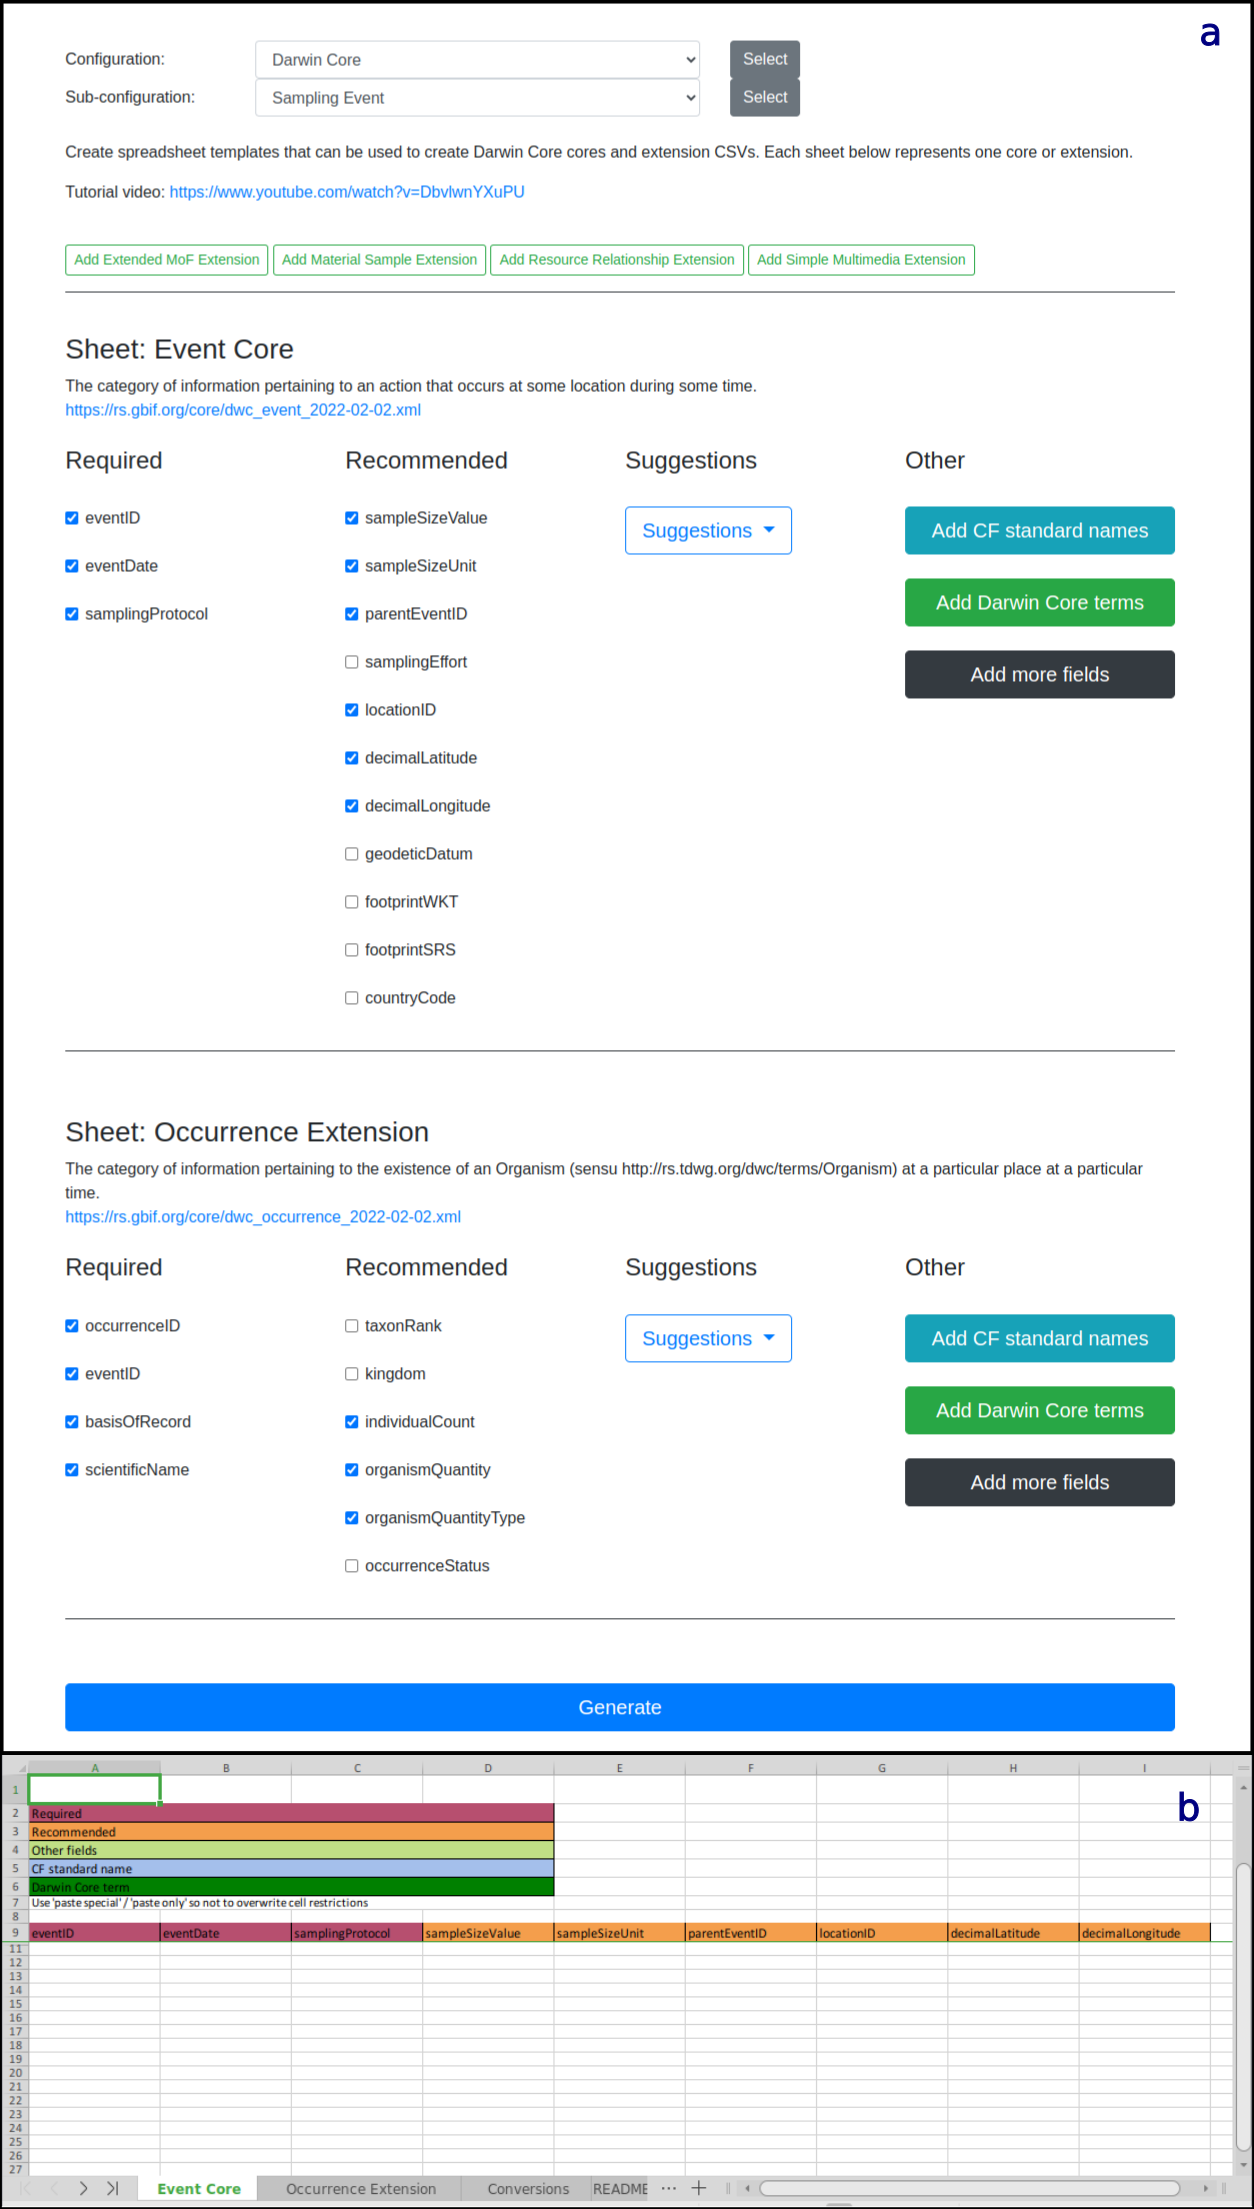 a
Configuration: Darwin Core Select
Sub-configuration: Sampling Event Select
Create spreadsheet templates that can be used to create Darwin Core cores and extension CSVs. Each sheet below represents one core or extension.
Tutorial video: https://www.youtube.com/watch?v=DbvlwnYXuPU
Add Extended MoF Extension Add Material Sample Extension Add Resource Relationship Extension Add Simple Multimedia Extension
Sheet: Event Core
The category of information pertaining to an action that occurs at some location during some time.
https://rs.gbif.org/core/dwc_event_2022-02-02.xml
Required Recommended Suggestions Other
eventID sampleSizeValue Suggestions Add CF standard names
eventDate sampleSizeUnit
samplingProtocol parentEventID Add Darwin Core terms
samplingEffort Add more fields
locationID
decimalLatitude
decimalLongitude
geodeticDatum
footprintWKT
footprintSRS
countryCode
Sheet: Occurrence Extension
The category of information pertaining to the existence of an Organism (sensu http://rs.tdwg.org/dwc/terms/Organism) at a particular place at a particular
time.
https://rs.gbif.org/core/dwc_occurrence_2022-02-02.xml
Required Recommended Suggestions Other
occurrenceID taxonRank Suggestions Add CF standard names
eventID kingdom
basisOfRecord individualCount Add Darwin Core terms
scientificName organismQuantity Add more fields
organismQuantityType
occurrenceStatus
Generate
A B C D E F G H I
1 b
2 Required
3 Recommended
4 Other fields
5 CF standard name
6 Darwin Core term
7 Use 'paste special' / 'paste only' so not to overwrite cell restrictions
8
9 eventID eventDate samplingProtocol sampleSizeValue sampleSizeUnit parentEventID locationID decimalLatitude decimalLongitude
11
12
13
14
15
16
17
18
19
20
21
22
23
24
25
26
27
Event Core Occurrence Extension Conversions README ...